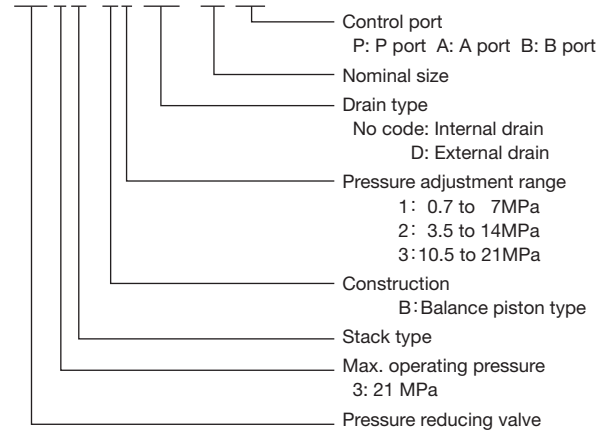 Control port
P: P port A: A port B: B port
Nominal size
Drain type
No code: Internal drain
D: External drain
Pressure adjustment range
1: 0.7 to 7MPa
2: 3.5 to 14MPa
3:10.5 to 21MPa
Construction
B:Balance piston type
Stack type
Max. operating pressure
3: 21 MPa
Pressure reducing valve